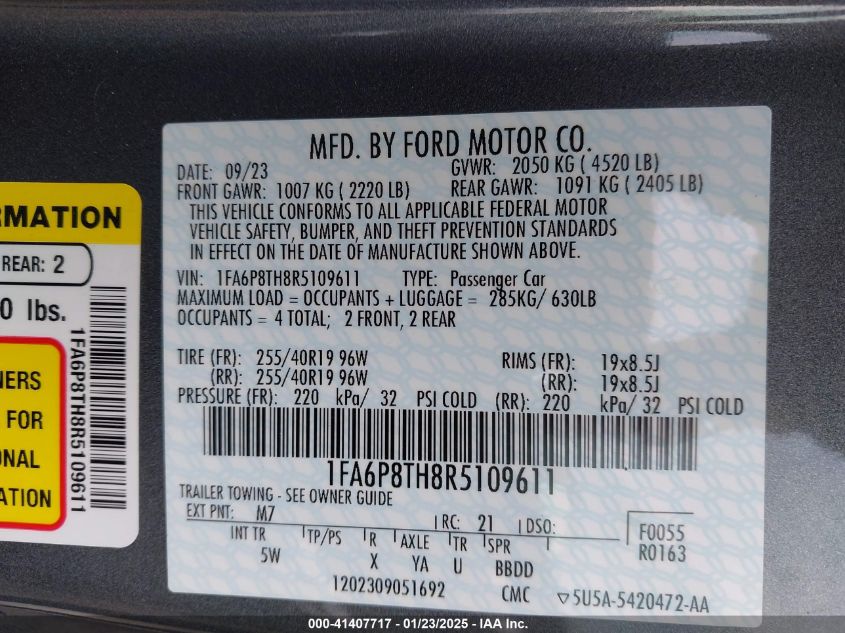 RMATION
REAR: 2
0 lbs.
NERS
FOR
ONAL
ATION
1FA6P8TH8R5109611
MFD. BY FORD MOTOR CO.
DATE: 09/23 GVWR: 2050 KG ( 4520 LB)
FRONT GAWR: 1007 KG ( 2220 LB) REAR GAWR: 1091 KG ( 2405 LB)
THIS VEHICLE CONFORMS TO ALL APPLICABLE FEDERAL MOTOR
VEHICLE SAFETY, BUMPER, AND THEFT PREVENTION STANDARDS
IN EFFECT ON THE DATE OF MANUFACTURE SHOWN ABOVE.
VIN: 1FA6P8TH8R5109611 TYPE: Passenger Car
MAXIMUM LOAD = OCCUPANTS + LUGGAGE = 285KG/ 630LB
OCCUPANTS = 4 TOTAL; 2 FRONT, 2 REAR
TIRE (FR): 255/40R19 96W RIMS (FR): 19x8.5J
(RR): 255/40R19 96W (RR): 19x8.5J
PRESSURE (FR): 220 kPa/ 32 PSI COLD (RR): 220 kPa/ 32 PSI COLD
1FA6P8TH8R5109611
TRAILER TOWING - SEE OWNER GUIDE
EXT PNT: M7 RC: 21 DSO: F0055
INT TR TP/PS R AXLE TR SPR R0163
5W X YA U BBDD
1202309051692 CMC ▽5U5A-5420472-AA
000-41407717 - 01/23/2025 - IAA Inc.